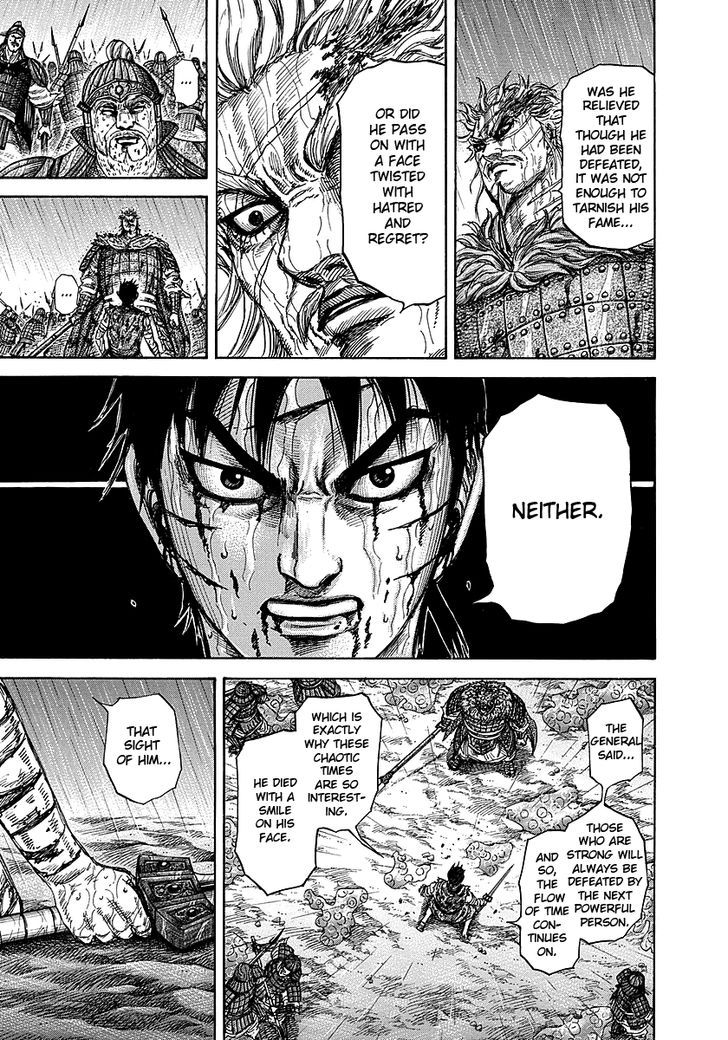 WAS HE
RELIEVED
THAT
THOUGH HE
HAD BEEN
DEFEATED,
IT WAS NOT
ENOUGH TO
TARNISH HIS
FAME...
OR DID
HE PASS
ON WITH
A FACE
TWISTED
WITH
HATRED
AND
REGRET?
...
...
NEITHER.
THE
GENERAL
SAID...
THOSE
WHO ARE
STRONG WILL
ALWAYS BE
DEFEATED BY
THE NEXT
POWERFUL
PERSON.
AND
SO, THE
FLOW
OF TIME
CON-
TINUES
ON.
WHICH IS
EXACTLY
WHY THESE
CHAOTIC
TIMES
ARE SO
INTEREST-
ING.
HE DIED
WITH A
SMILE
ON HIS
FACE.
THAT
SIGHT
OF HIM...